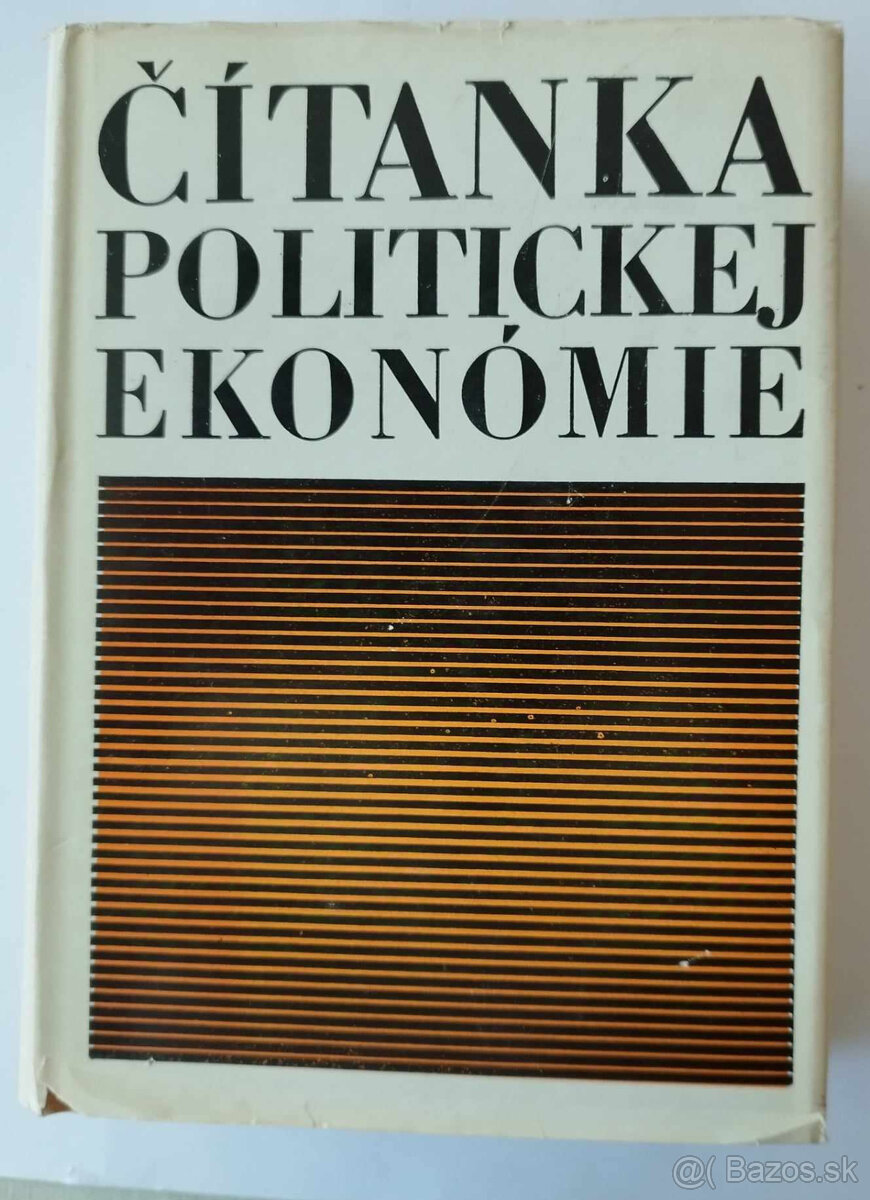 ČÍTANKA
POLITICKEJ
EKONÓMIE
@( Bazos.sk